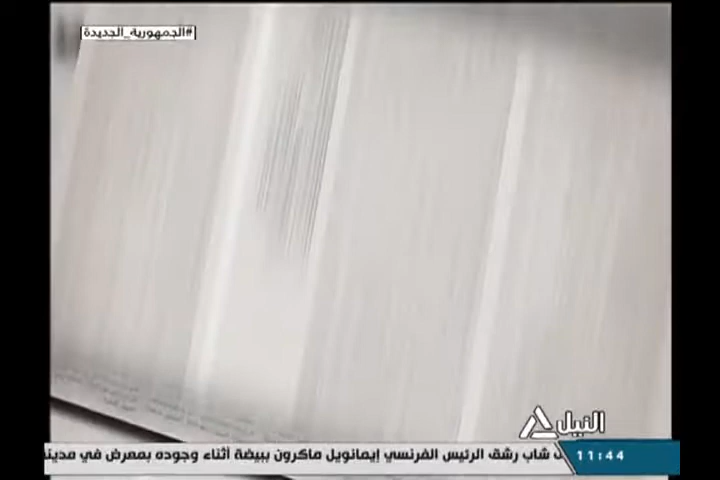 #الجمهورية_الجديدة
النيل
شاب رشق الرئيس الفرنسي إيمانويل ماكرون ببيضة أثناء وجوده بمعرض في
11:44